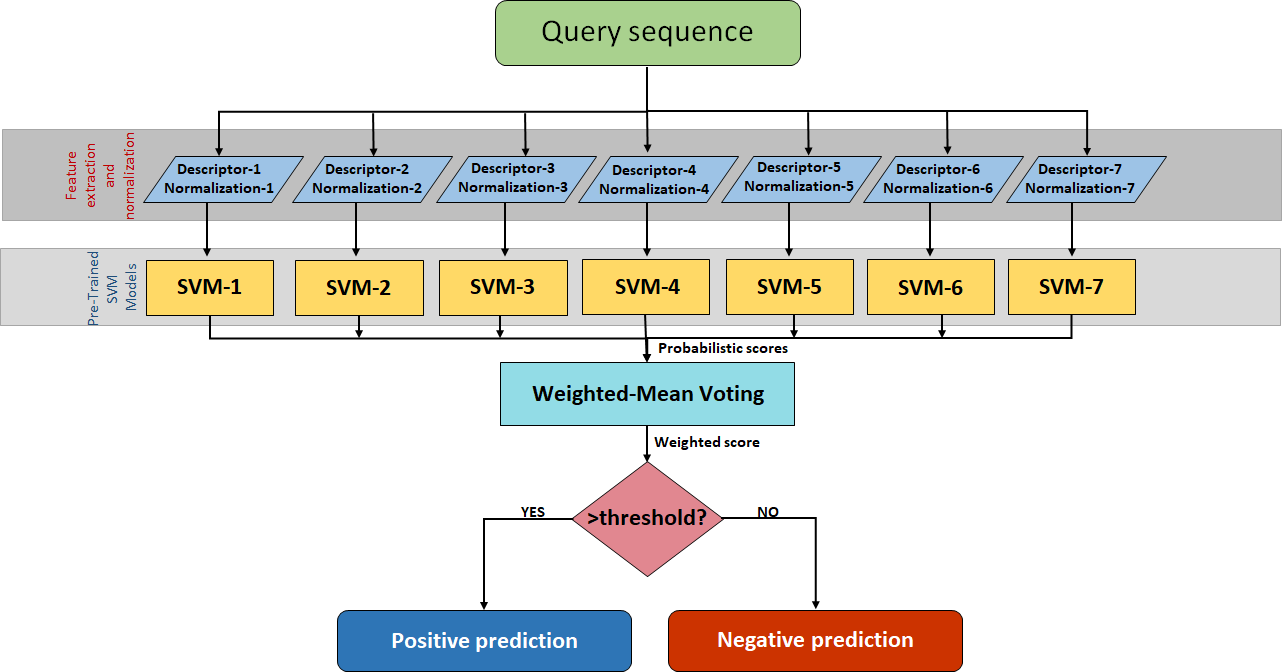 Query sequence
Feature
extraction
and
normalization
Descriptor-1
Normalization-1
Descriptor-2
Normalization-2
Descriptor-3
Normalization-3
Descriptor-4
Normalization-4
Descriptor-5
Normalization-5
Descriptor-6
Normalization-6
Descriptor-7
Normalization-7
Pre-Trained
SVM
Models
SVM-1
SVM-2
SVM-3
SVM-4
SVM-5
SVM-6
SVM-7
Probabilistic scores
Weighted-Mean Voting
Weighted score
>threshold?
YES
NO
Positive prediction
Negative prediction